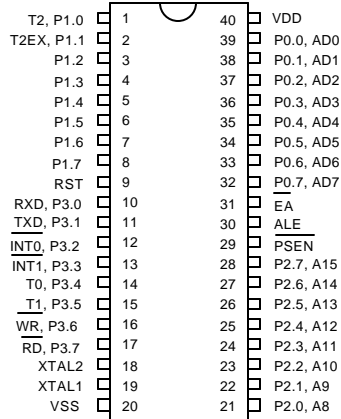 T2, P1.0 1 40 VDD
T2EX, P1.1 2 39 P0.0, AD0
P1.2 3 38 P0.1, AD1
P1.3 4 37 P0.2, AD2
P1.4 5 36 P0.3, AD3
P1.5 6 35 P0.4, AD4
P1.6 7 34 P0.5, AD5
P1.7 8 33 P0.6, AD6
RST 9 32 P0.7, AD7
RXD, P3.0 10 31 EA
TXD, P3.1 11 30 ALE
INT0, P3.2 12 29 PSEN
INT1, P3.3 13 28 P2.7, A15
T0, P3.4 14 27 P2.6, A14
T1, P3.5 15 26 P2.5, A13
WR, P3.6 16 25 P2.4, A12
RD, P3.7 17 24 P2.3, A11
XTAL2 18 23 P2.2, A10
XTAL1 19 22 P2.1, A9
VSS 20 21 P2.0, A8